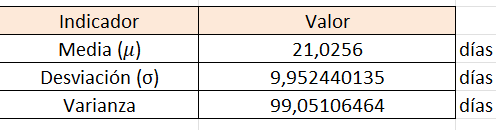 Indicador Valor
Media (𝜇) 21,0256 días
Desviación (σ) 9,952440135 días
Varianza 99,05106464 días